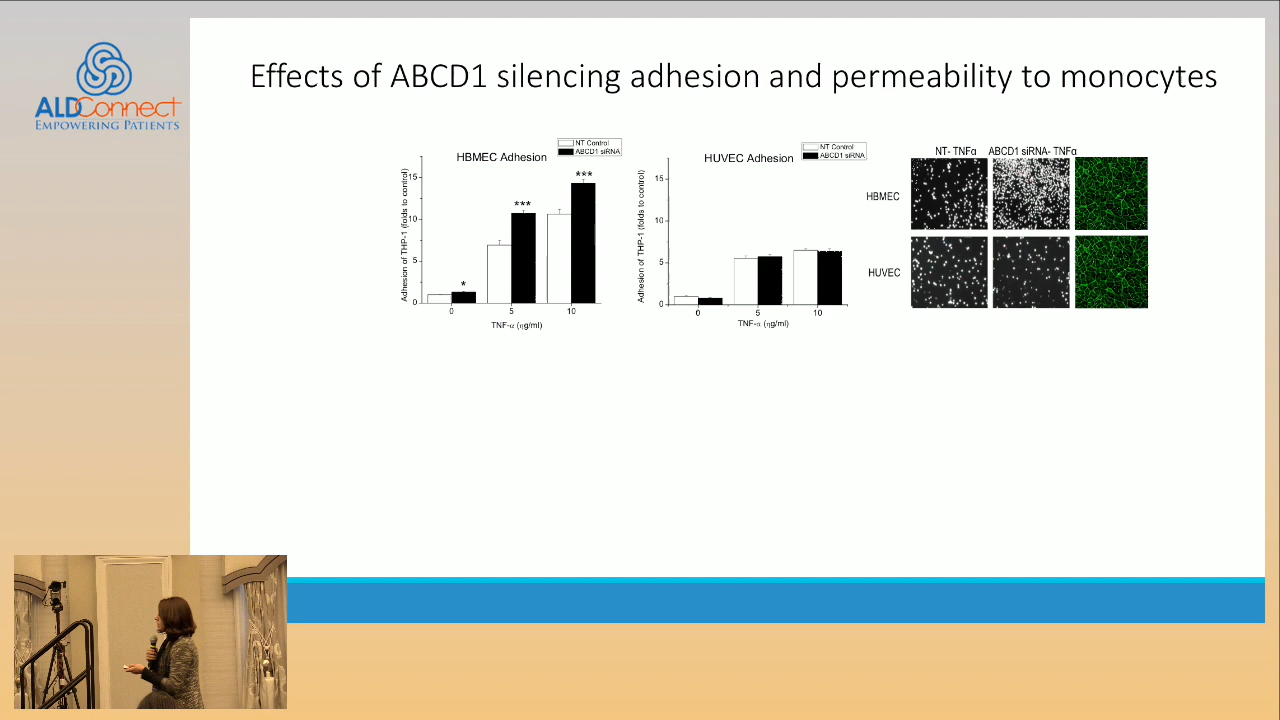 ALDConnect
EMPOWERING PATIENTS
Effects of ABCD1 silencing adhesion and permeability to monocytes
HBMEC Adhesion
NT Control
ABCD1 siRNA
Adhesion of THP-1 (folds to control)
15
10
5
0
*
***
***
0 5 10
TNF-α (ηg/ml)
HUVEC Adhesion
NT Control
ABCD1 siRNA
Adhesion of THP-1 (folds to control)
15
10
5
0
0 5 10
TNF-α (ηg/ml)
NT- TNFα ABCD1 siRNA- TNFα
HBMEC
HUVEC